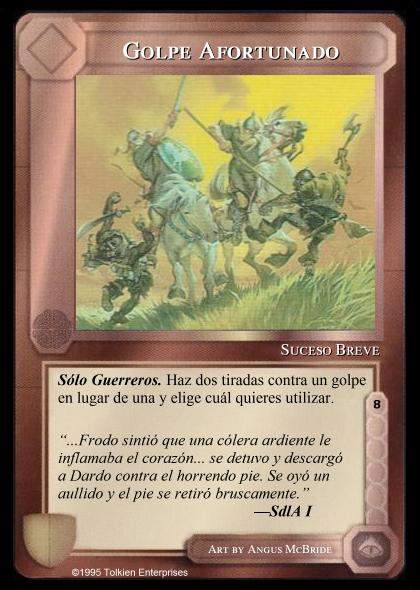 Golpe Afortunado
Suceso Breve
Sólo Guerreros. Haz dos tiradas contra un golpe
en lugar de una y elige cuál quieres utilizar.
8
“...Frodo sintió que una cólera ardiente le
inflamaba el corazón... se detuvo y descargó
a Dardo contra el horrendo pie. Se oyó un
aullido y el pie se retiró bruscamente.”
—SdlA I
Art by Angus McBride
©1995 Tolkien Enterprises